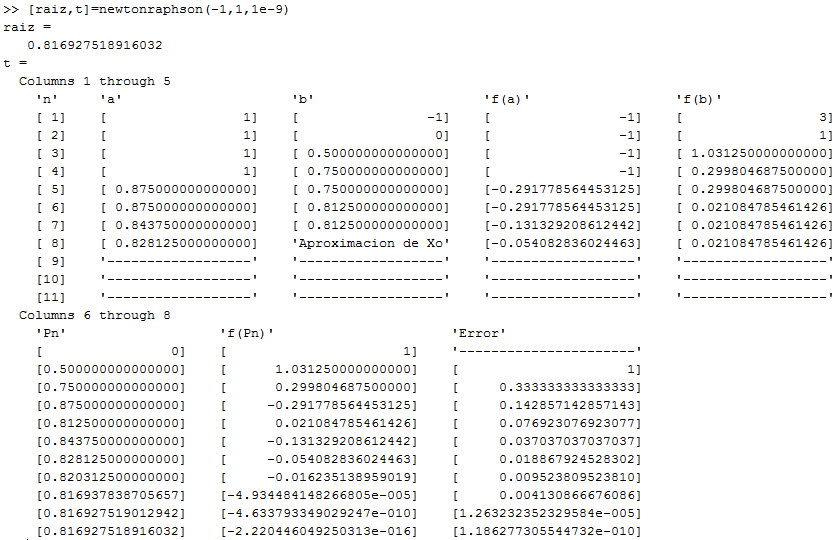 >> [raiz,t]=newtonraphson(-1,1,1e-9)
raiz =
0.816927518916032
t =
Columns 1 through 5
'n' 'a' 'b' 'f(a)' 'f(b)'
[ 1] [ 1] [ -1] [ -1] [ 3]
[ 2] [ 1] [ 0] [ -1] [ 1]
[ 3] [ 1] [ 0.500000000000000] [ -1] [ 1.031250000000000]
[ 4] [ 1] [ 0.750000000000000] [ -1] [ 0.299804687500000]
[ 5] [ 0.875000000000000] [ 0.750000000000000] [-0.291778564453125] [ 0.299804687500000]
[ 6] [ 0.875000000000000] [ 0.812500000000000] [-0.291778564453125] [ 0.021084785461426]
[ 7] [ 0.843750000000000] [ 0.812500000000000] [-0.131329208612442] [ 0.021084785461426]
[ 8] [ 0.828125000000000] 'Aproximacion de Xo' [-0.054082836024463] [ 0.021084785461426]
[ 9] '------------------' '------------------' '------------------' '------------------'
[10] '------------------' '------------------' '------------------' '------------------'
[11] '------------------' '------------------' '------------------' '------------------'
Columns 6 through 8
'Pn' 'f(Pn)' 'Error'
[ 0] [ 1] '----------------------'
[0.500000000000000] [ 1.031250000000000] [ 1]
[0.750000000000000] [ 0.299804687500000] [ 0.333333333333333]
[0.875000000000000] [ -0.291778564453125] [ 0.142857142857143]
[0.812500000000000] [ 0.021084785461426] [ 0.076923076923077]
[0.843750000000000] [ -0.131329208612442] [ 0.037037037037037]
[0.828125000000000] [ -0.054082836024463] [ 0.018867924528302]
[0.820312500000000] [ -0.016235138959019] [ 0.009523809523810]
[0.816937838705657] [-4.934484148266805e-005] [ 0.004130866676086]
[0.816927519012942] [-4.633793349029247e-010] [1.263232352329584e-005]
[0.816927518916032] [-2.220446049250313e-016] [1.186277305544732e-010]